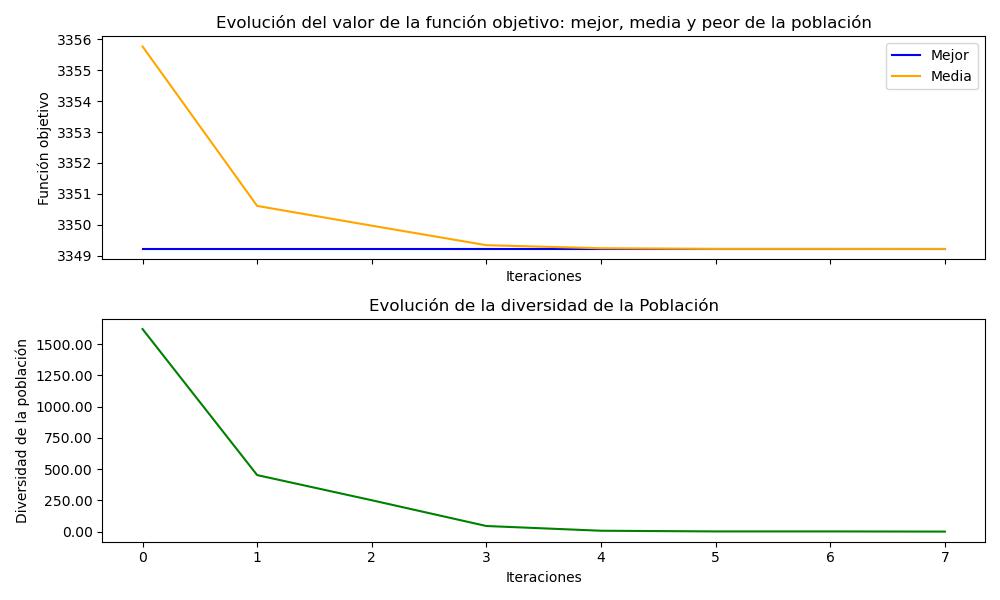 Evolución del valor de la función objetivo: mejor, media y peor de la población
Función objetivo
3356
3355
3354
3353
3352
3351
3350
3349
Mejor
Media
Iteraciones
Evolución de la diversidad de la Población
Diversidad de la población
1500.00
1250.00
1000.00
750.00
500.00
250.00
0.00
0 1 2 3 4 5 6 7
Iteraciones